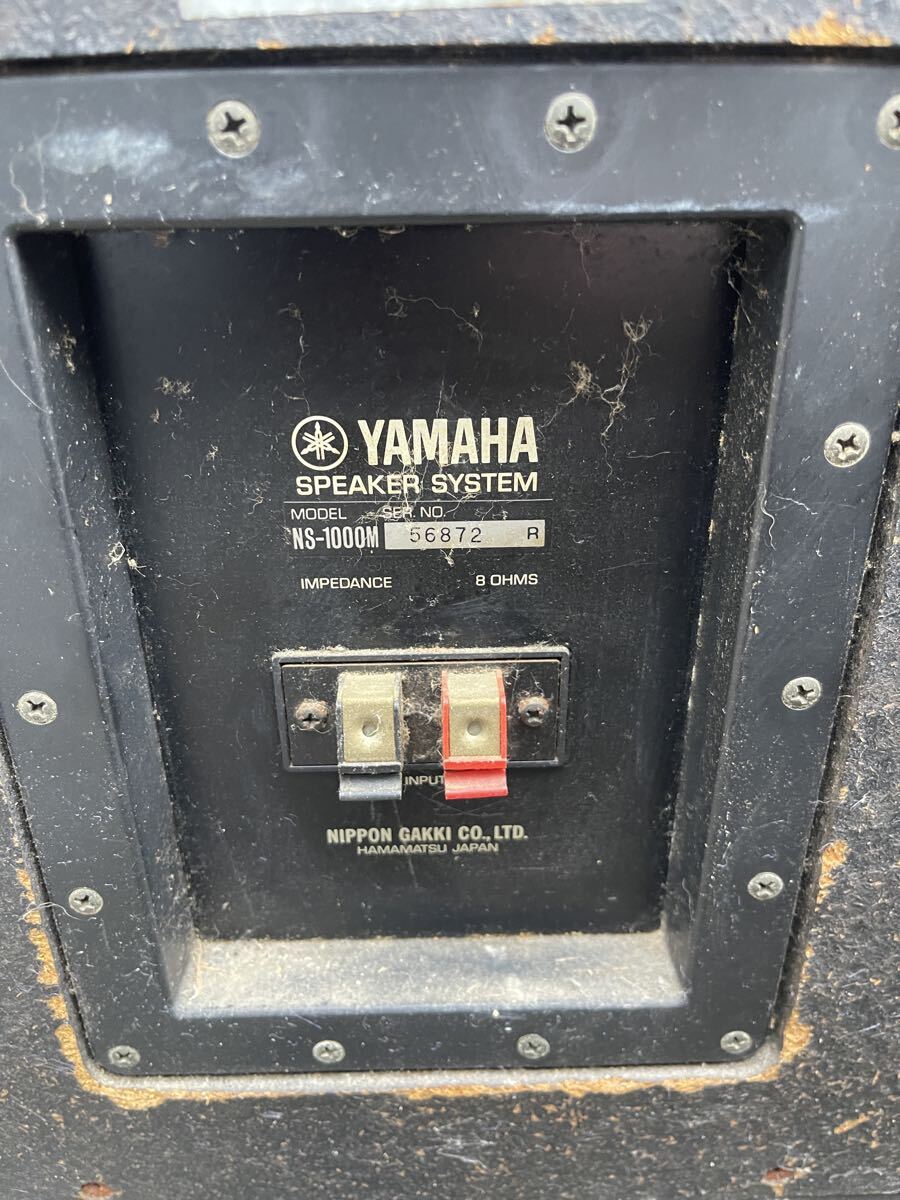 YAMAHA
SPEAKER SYSTEM
MODEL SER. NO.
NS-1000M 56872 R
IMPEDANCE 8 OHMS
INPUT
NIPPON GAKKI CO., LTD.
HAMAMATSU JAPAN